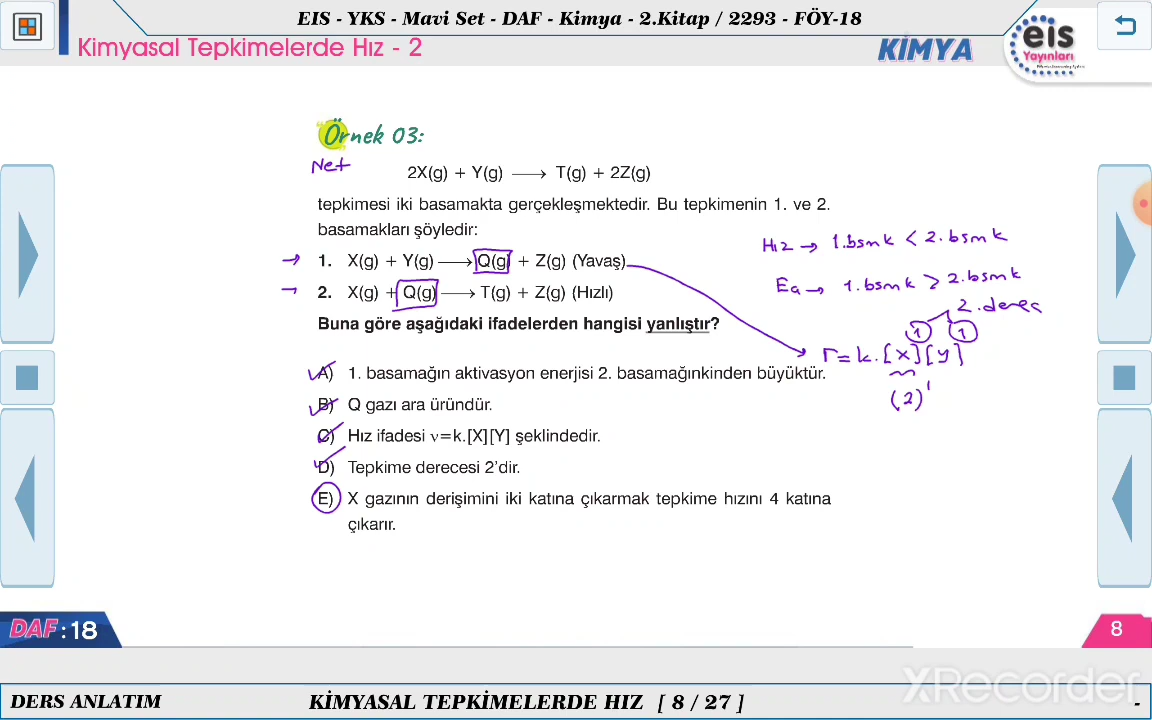 EIS - YKS - Mavi Set - DAF - Kimya - 2.Kitap / 2293 - FÖY-18
Kimyasal Tepkimelerde Hız - 2
KİMYA
eis
Yayınları
Örnek 03:
Net
2X(g) + Y(g) ⟶ T(g) + 2Z(g)
tepkimesi iki basamakta gerçekleşmektedir. Bu tepkimenin 1. ve 2.
basamakları şöyledir:
→ 1. X(g) + Y(g) ⟶ Q(g) + Z(g) (Yavaş)
→ 2. X(g) + Q(g) ⟶ T(g) + Z(g) (Hızlı)
Buna göre aşağıdaki ifadelerden hangisi yanlıştır?
A) 1. basamağın aktivasyon enerjisi 2. basamağınkinden büyüktür.
B) Q gazı ara üründür.
C) Hız ifadesi ν=k.[X][Y] şeklindedir.
D) Tepkime derecesi 2'dir.
E) X gazının derişimini iki katına çıkarmak tepkime hızını 4 katına
çıkarır.
Hız → 1.bsmk < 2.bsmk
Ea → 1.bsmk > 2.bsmk
2.derece
1 1
r=k.[x][y]
(2)¹
DAF:18
8
XRecorder
DERS ANLATIM
KİMYASAL TEPKİMELERDE HIZ [ 8 / 27 ]
-